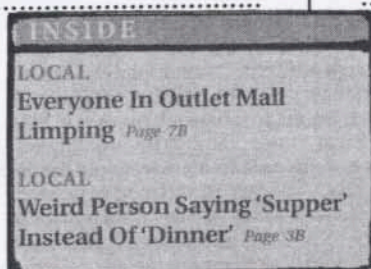 INSIDE
LOCAL
Everyone In Outlet Mall
Limping Page 7B
LOCAL
Weird Person Saying 'Supper'
Instead Of 'Dinner' Page 3B